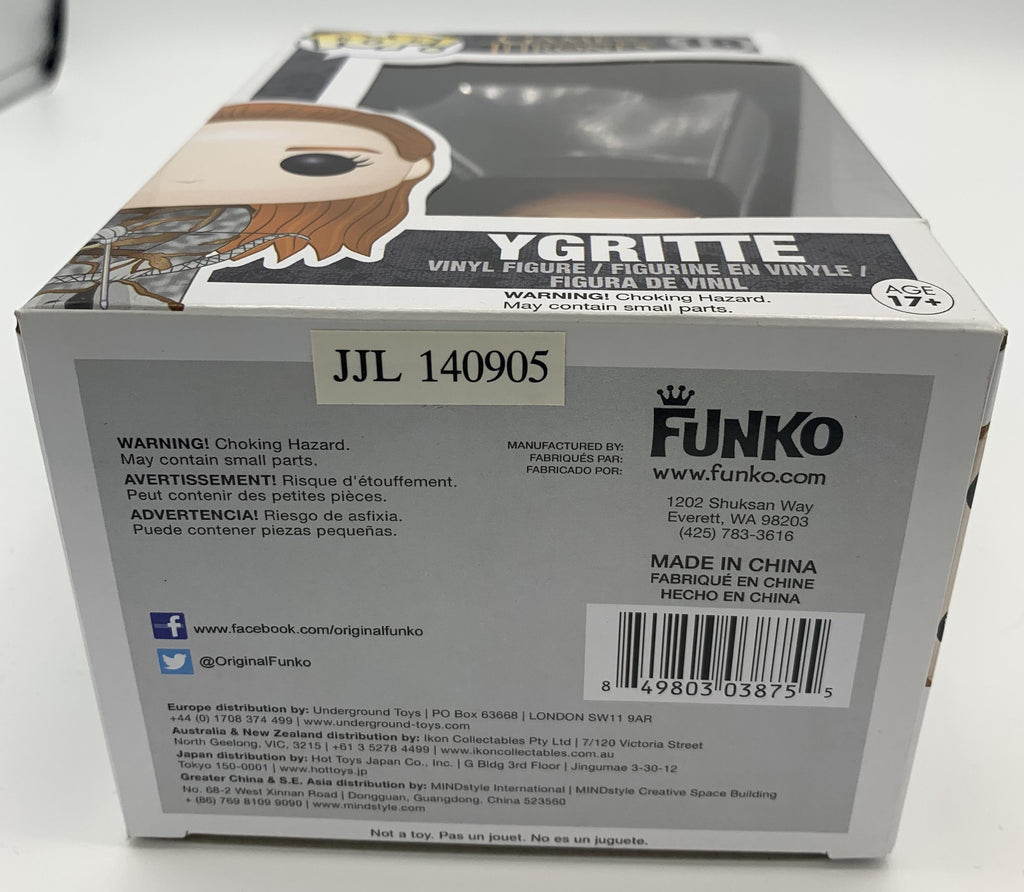 POP!
GAME OF
THRONES
YGRITTE
VINYL FIGURE / FIGURINE EN VINYLE /
FIGURA DE VINIL
WARNING! Choking Hazard.
May contain small parts.
AGE
17+
JJL 140905
WARNING! Choking Hazard.
May contain small parts.
AVERTISSEMENT! Risque d'étouffement.
Peut contenir des petites pièces.
ADVERTENCIA! Riesgo de asfixia.
Puede contener piezas pequeñas.
MANUFACTURED BY:
FABRIQUÉS PAR:
FABRICADO POR:
FUNKO
www.funko.com
1202 Shuksan Way
Everett, WA 98203
(425) 783-3616
MADE IN CHINA
FABRIQUÉ EN CHINE
HECHO EN CHINA
8 49803 03875 5
www.facebook.com/originalfunko
@OriginalFunko
Europe distribution by: Underground Toys | PO Box 63668 | LONDON SW11 9AR
+44 (0) 1708 374 499 | www.underground-toys.com
Australia & New Zealand distribution by: Ikon Collectables Pty Ltd | 7/120 Victoria Street
North Geelong, VIC, 3215 | +61 3 5278 4499 | www.ikoncollectables.com.au
Japan distribution by: Hot Toys Japan Co., Inc. | G Bldg 3rd Floor | Jingumae 3-30-12
Tokyo 150-0001 | www.hottoys.jp
Greater China & S.E. Asia distribution by: MINDstyle International | MINDstyle Creative Space Building
No. 68-2 West Xinnan Road | Dongguan, Guangdong, China 523560
+ (86) 769 8109 9090 | www.mindstyle.com
Not a toy. Pas un jouet. No es un juguete.